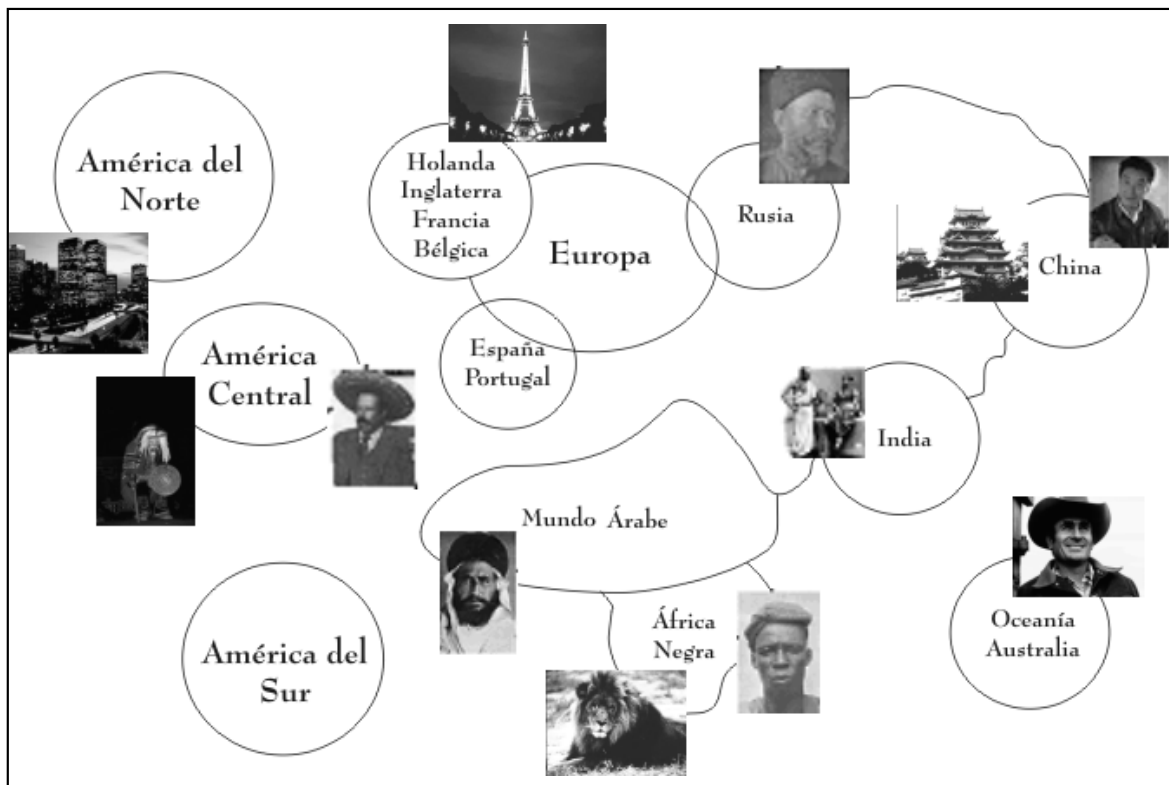 América del
Norte
Holanda
Inglaterra
Francia
Bélgica
Europa
Rusia
China
América
Central
España
Portugal
India
Mundo Árabe
África
Negra
Oceanía
Australia
América del
Sur